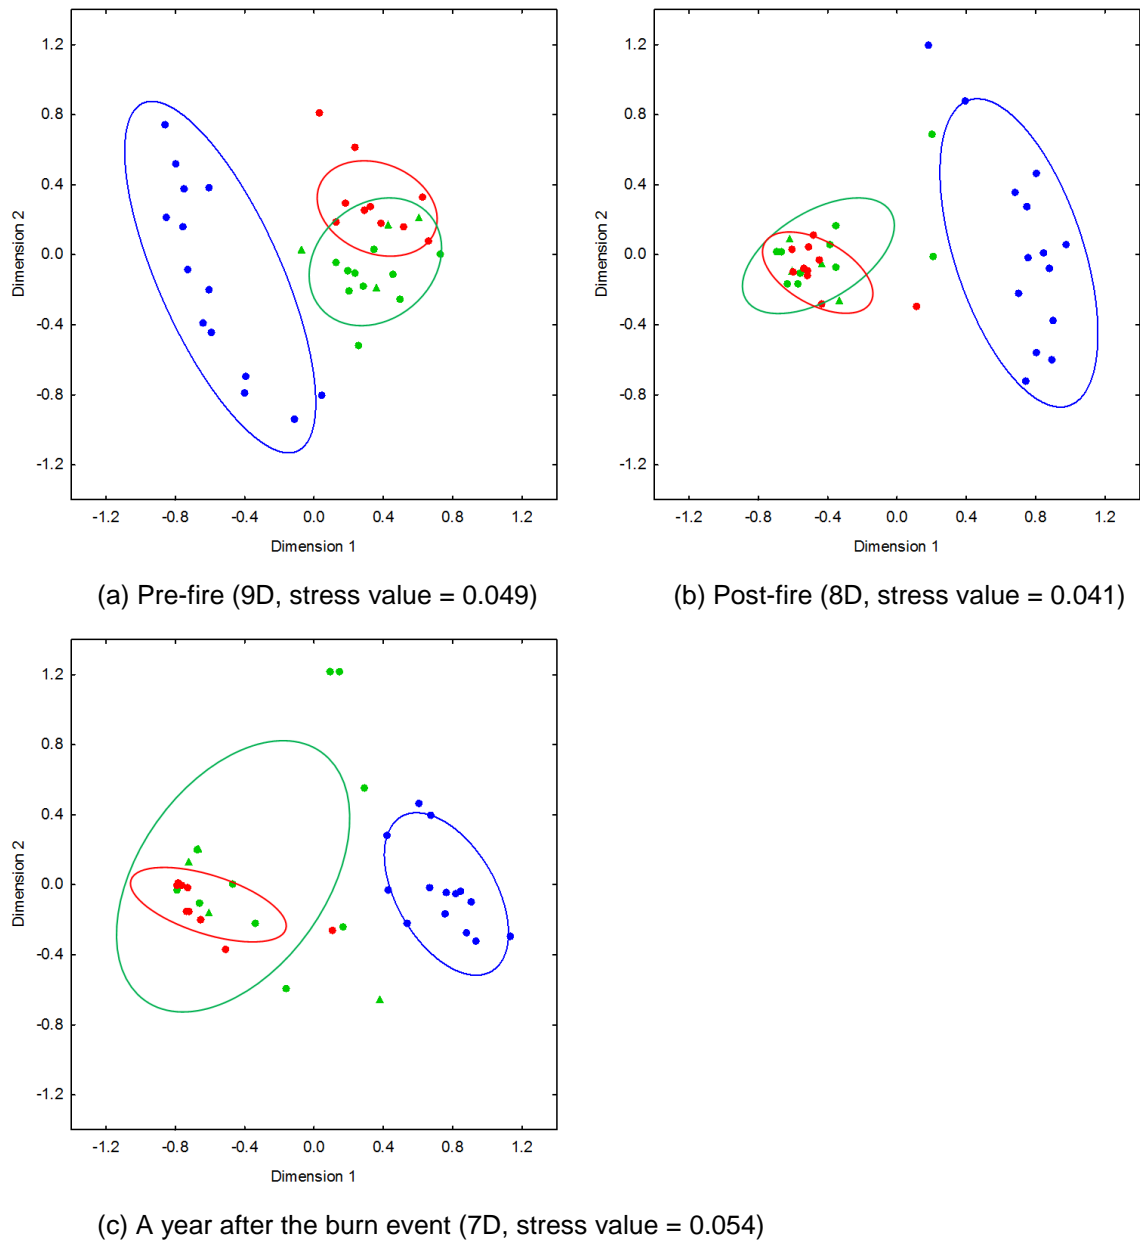 1.2
0.8
0.4
0.0
-0.4
-0.8
-1.2
Dimension 2
-1.2 -0.8 -0.4 0.0 0.4 0.8 1.2
Dimension 1
(a) Pre-fire (9D, stress value = 0.049)
1.2
0.8
0.4
0.0
-0.4
-0.8
-1.2
Dimension 2
-1.2 -0.8 -0.4 0.0 0.4 0.8 1.2
Dimension 1
(b) Post-fire (8D, stress value = 0.041)
1.2
0.8
0.4
0.0
-0.4
-0.8
-1.2
Dimension 2
-1.2 -0.8 -0.4 0.0 0.4 0.8 1.2
Dimension 1
(c) A year after the burn event (7D, stress value = 0.054)